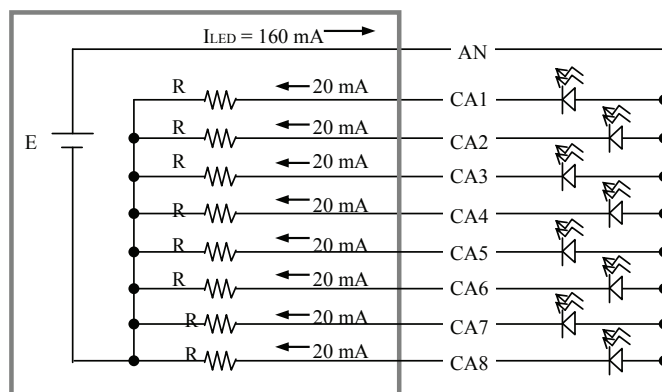 I_LED = 160 mA AN
R 20 mA CA1
R 20 mA CA2
E
R 20 mA CA3
R 20 mA CA4
R 20 mA CA5
R 20 mA CA6
R 20 mA CA7
R 20 mA CA8